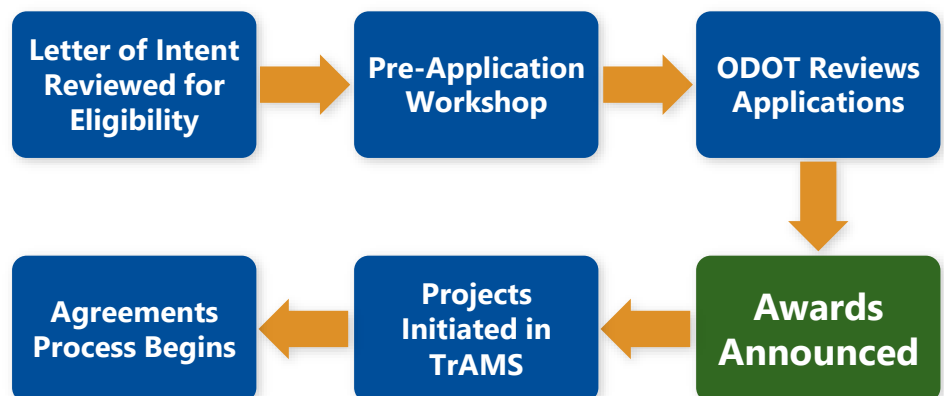 Letter of Intent
Reviewed for
Eligibility
Pre-Application
Workshop
ODOT Reviews
Applications
Awards
Announced
Projects
Initiated in
TrAMS
Agreements
Process Begins